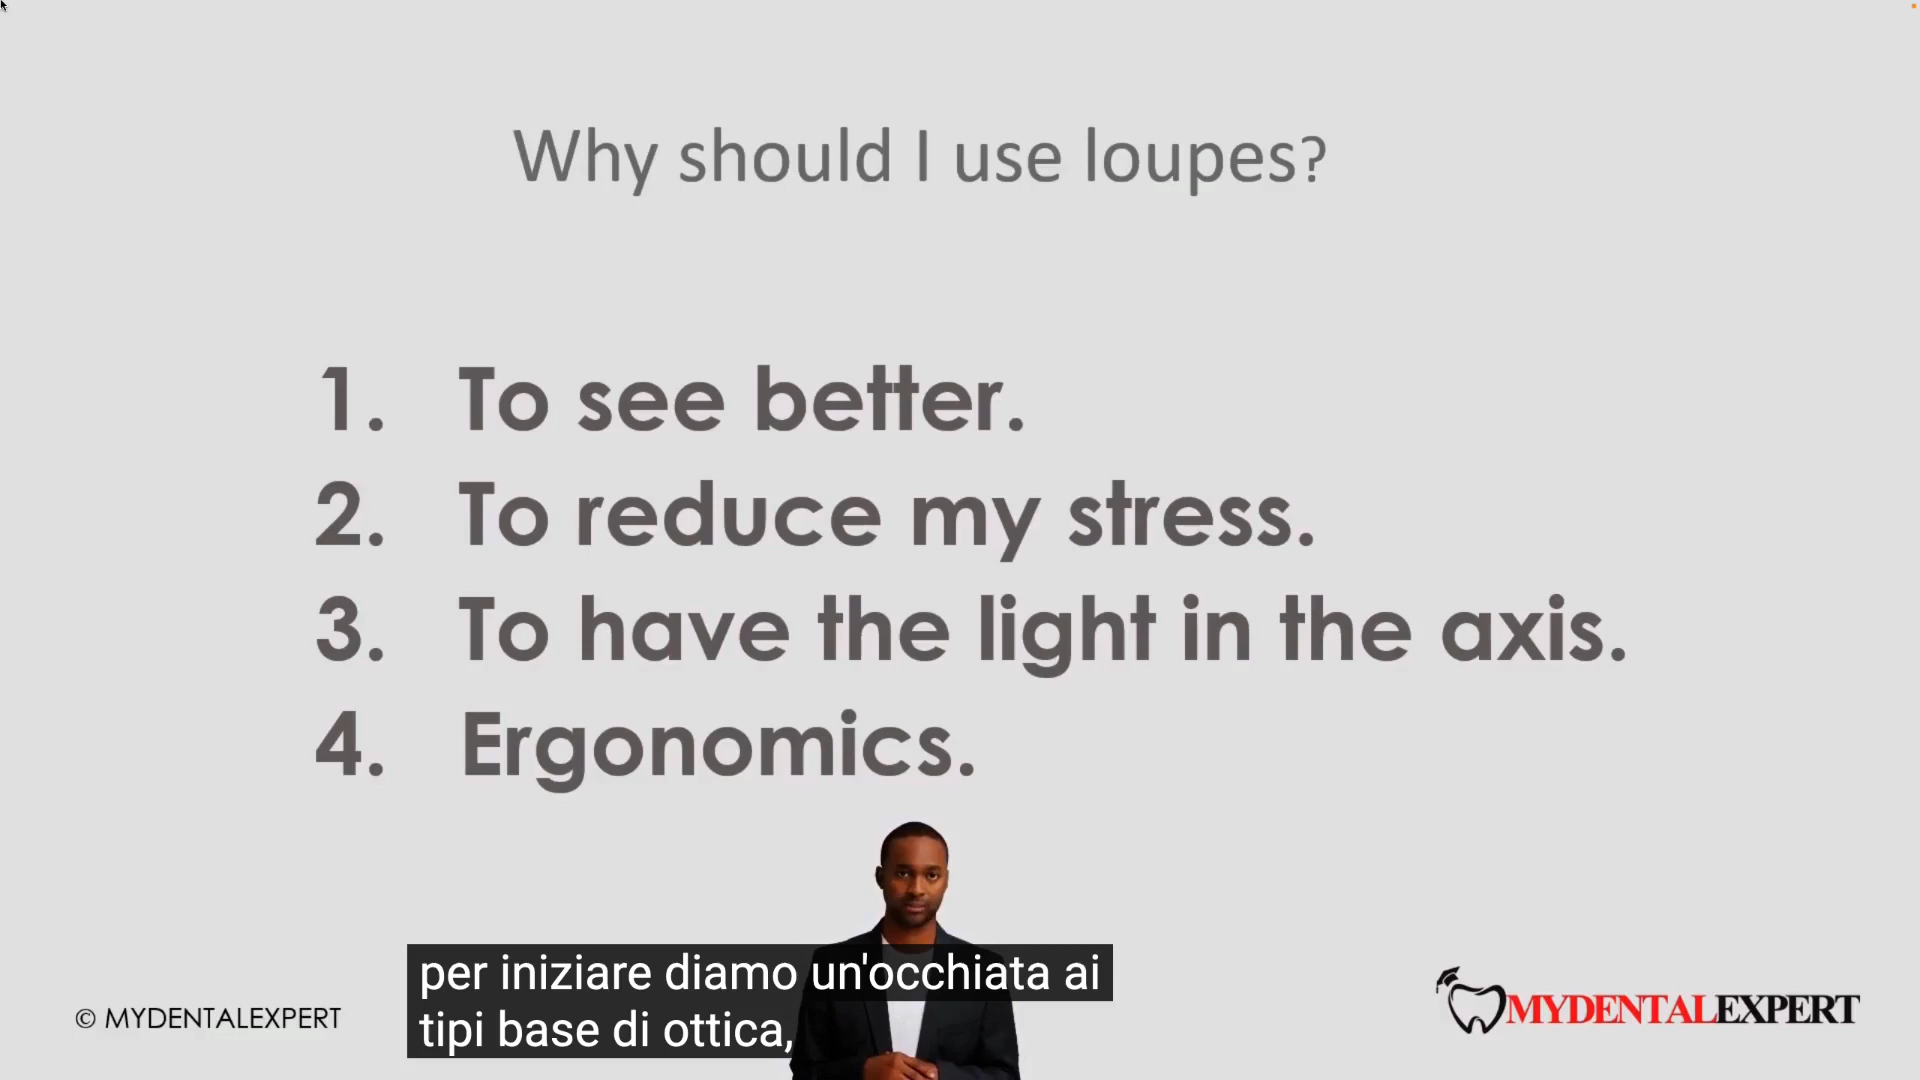 Why should I use loupes?
1. To see better.
2. To reduce my stress.
3. To have the light in the axis.
4. Ergonomics.
per iniziare diamo un'occhiata ai
tipi base di ottica,
© MYDENTALEXPERT
MYDENTALEXPERT